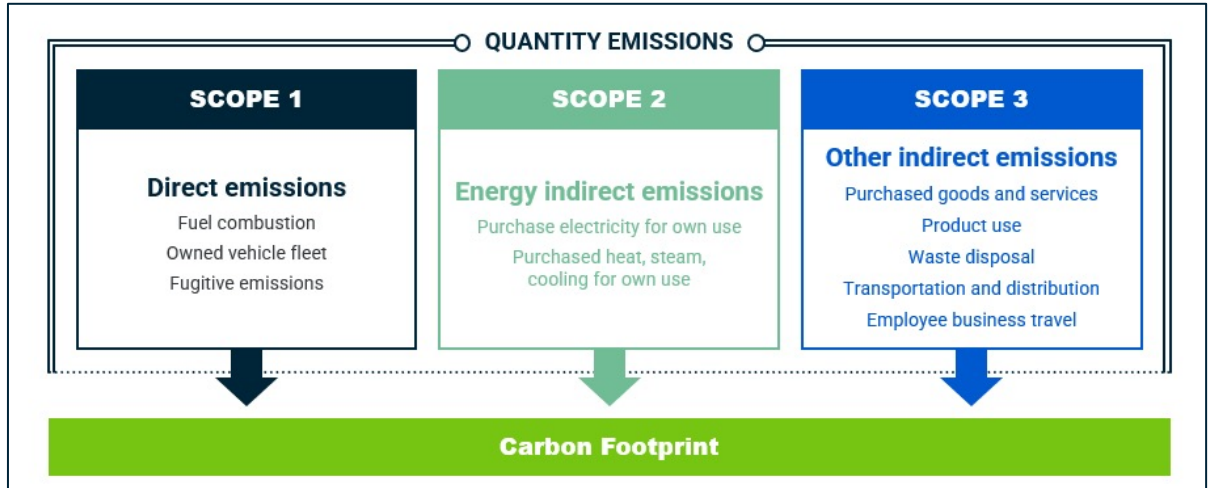 QUANTITY EMISSIONS
SCOPE 1
Direct emissions
Fuel combustion
Owned vehicle fleet
Fugitive emissions
SCOPE 2
Energy indirect emissions
Purchase electricity for own use
Purchased heat, steam,
cooling for own use
SCOPE 3
Other indirect emissions
Purchased goods and services
Product use
Waste disposal
Transportation and distribution
Employee business travel
Carbon Footprint